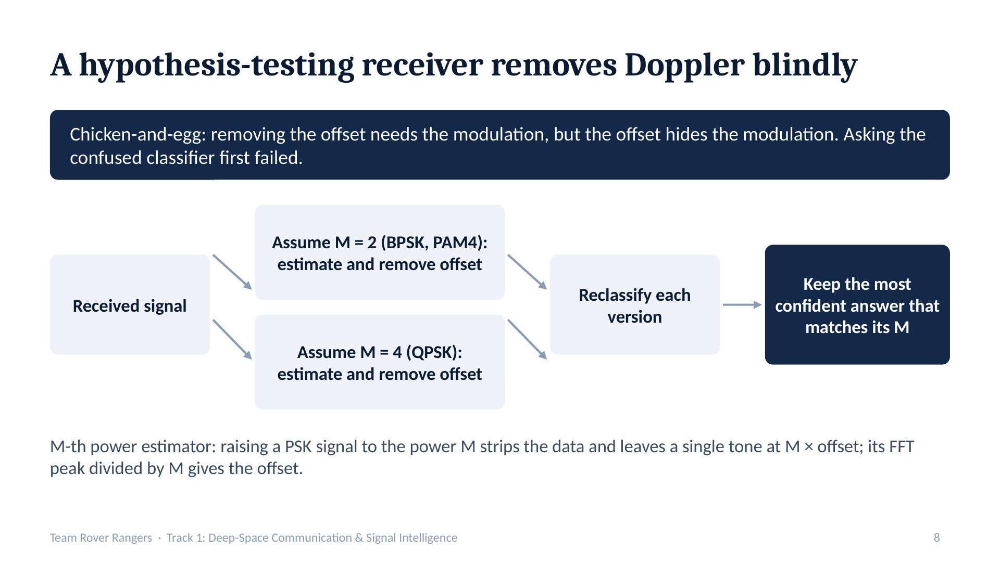 A hypothesis-testing receiver removes Doppler blindly
Chicken-and-egg: removing the offset needs the modulation, but the offset hides the modulation. Asking the
confused classifier first failed.
Received signal
Assume M = 2 (BPSK, PAM4):
estimate and remove offset
Assume M = 4 (QPSK):
estimate and remove offset
Reclassify each
version
Keep the most
confident answer that
matches its M
M-th power estimator: raising a PSK signal to the power M strips the data and leaves a single tone at M × offset; its FFT
peak divided by M gives the offset.
Team Rover Rangers · Track 1: Deep-Space Communication & Signal Intelligence
8